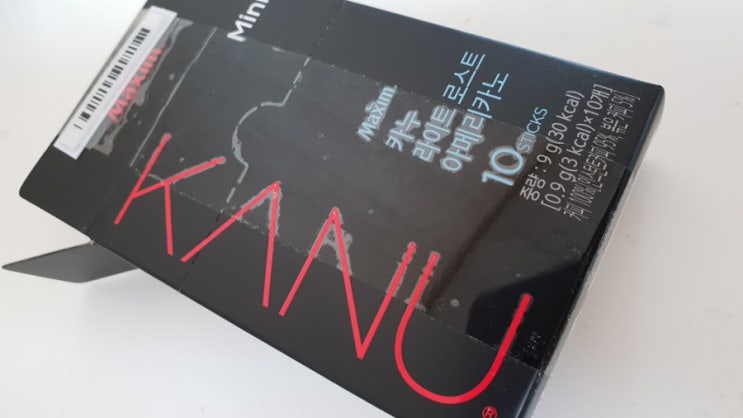 Maxim
Mini
KANU
®
Maxim
카누
라이트 로스트
아메리카노
10 STICKS
중량 : 9 g(30 kcal)
[0.9 g(3 kcal)×10개]